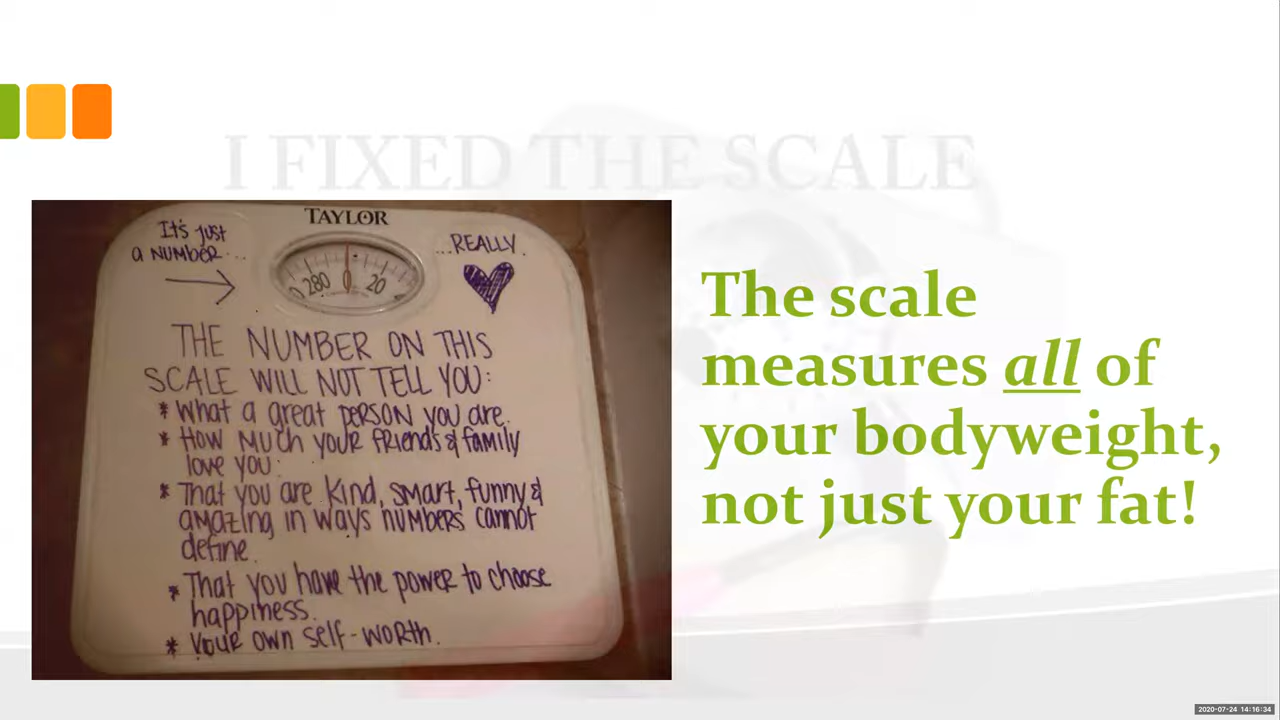 I FIXED THE SCALE
TAYLOR
It's just
a NUMBER...
...REALLY.
280 0 20
THE NUMBER ON THIS
SCALE WILL NOT TELL YOU:
* What a great PERSON you are.
* How much your friends & family
love you:
* That you are kind, smart, funny &
amazing in ways numbers cannot
define.
* That you have the power to choose
happiness.
* Your own self-worth.
The scale
measures all of
your bodyweight,
not just your fat!
2020-07-24 14:16:34